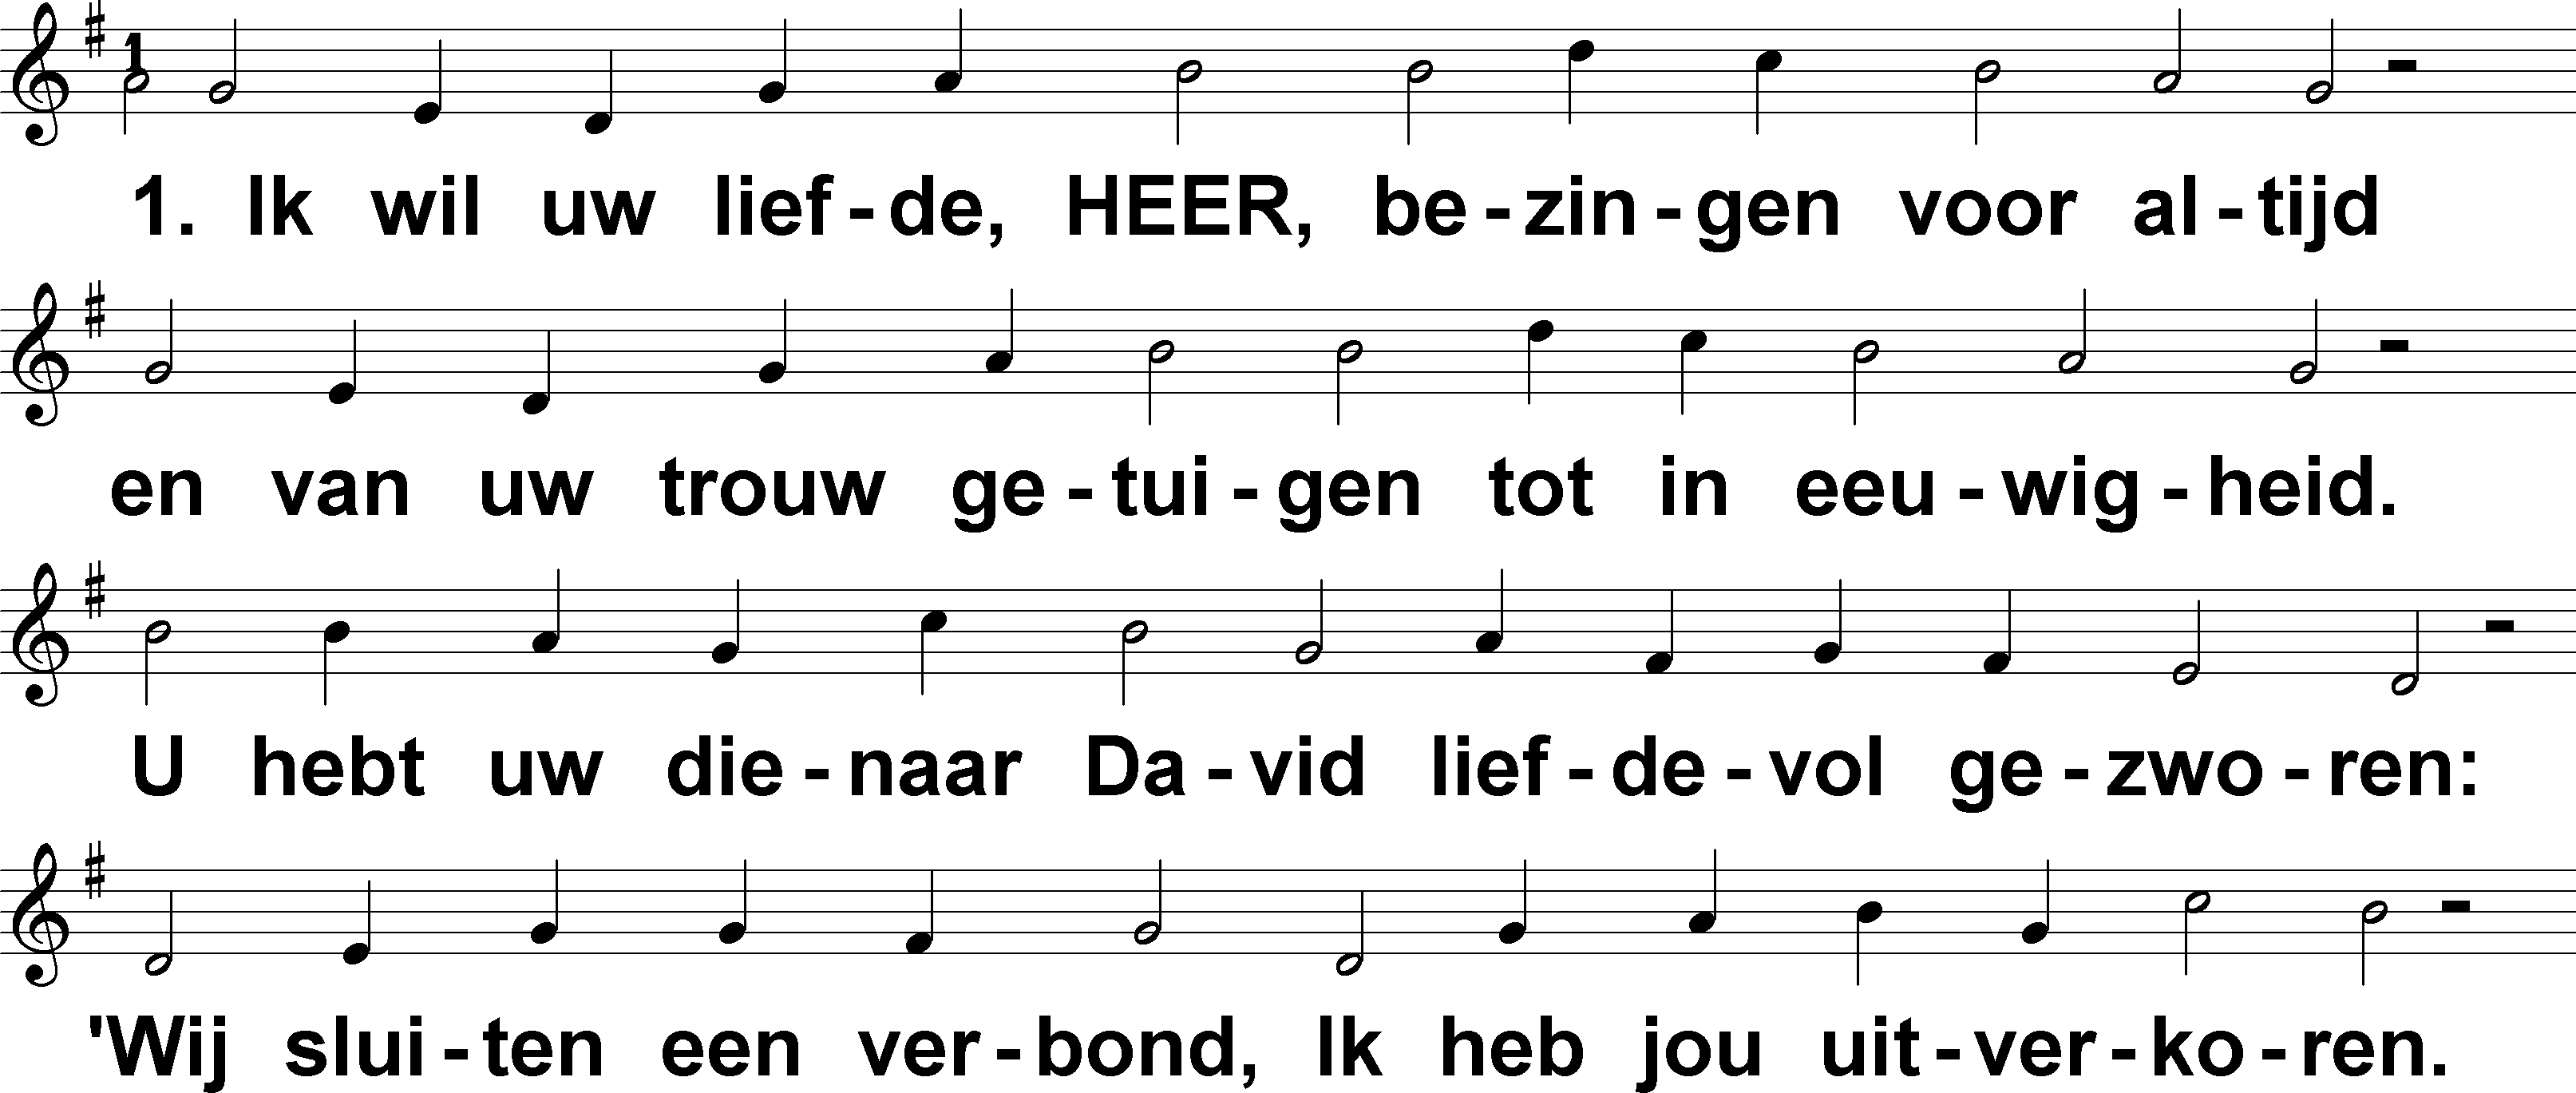 1
1. Ik wil uw lief-de, HEER, be-zin-gen voor al-tijd
en van uw trouw ge-tui-gen tot in eeu-wig-heid.
U hebt uw die-naar Da-vid lief-de-vol ge-zwo-ren:
'Wij slui-ten een ver-bond, Ik heb jou uit-ver-ko-ren.